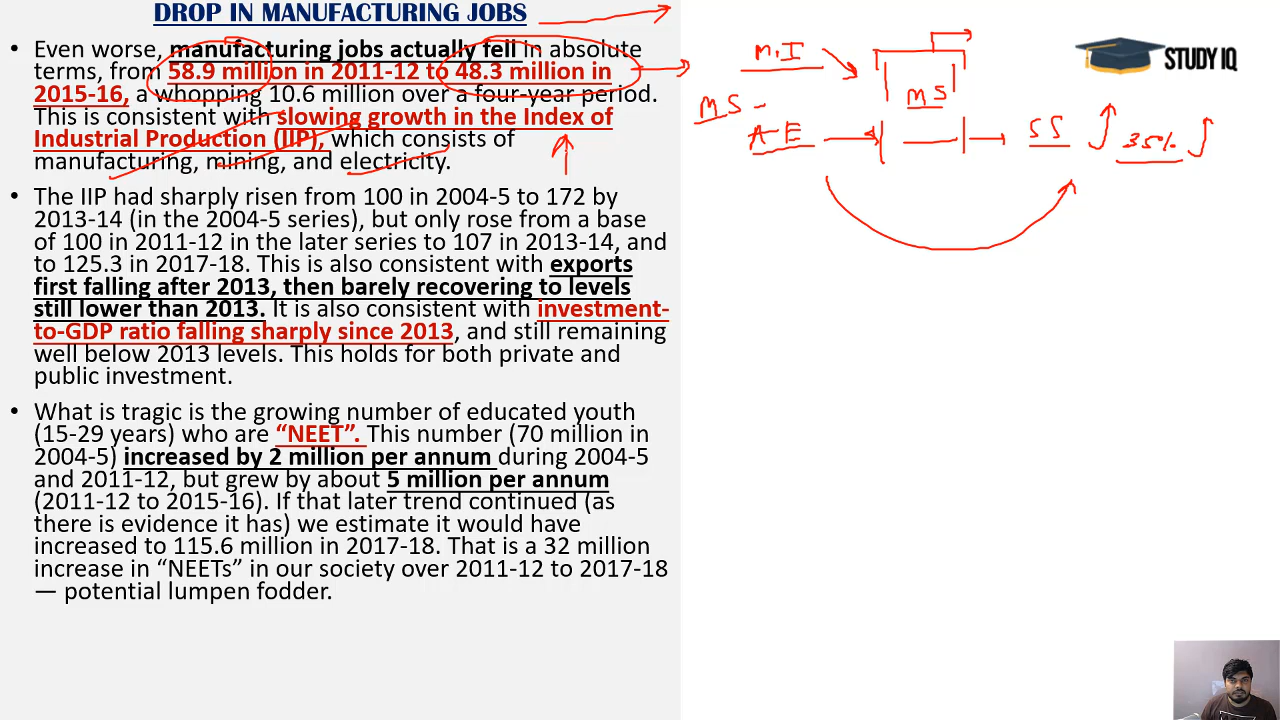 DROP IN MANUFACTURING JOBS
• Even worse, manufacturing jobs actually fell in absolute
terms, from 58.9 million in 2011-12 to 48.3 million in
2015-16, a whopping 10.6 million over a four-year period.
This is consistent with slowing growth in the Index of
Industrial Production (IIP), which consists of
manufacturing, mining, and electricity.
• The IIP had sharply risen from 100 in 2004-5 to 172 by
2013-14 (in the 2004-5 series), but only rose from a base
of 100 in 2011-12 in the later series to 107 in 2013-14, and
to 125.3 in 2017-18. This is also consistent with exports
first falling after 2013, then barely recovering to levels
still lower than 2013. It is also consistent with investment-
to-GDP ratio falling sharply since 2013, and still remaining
well below 2013 levels. This holds for both private and
public investment.
• What is tragic is the growing number of educated youth
(15-29 years) who are “NEET”. This number (70 million in
2004-5) increased by 2 million per annum during 2004-5
and 2011-12, but grew by about 5 million per annum
(2011-12 to 2015-16). If that later trend continued (as
there is evidence it has) we estimate it would have
increased to 115.6 million in 2017-18. That is a 32 million
increase in “NEETs” in our society over 2011-12 to 2017-18
— potential lumpen fodder.
M.I
MS
MS -
A-E
SS
35%
STUDY IQ